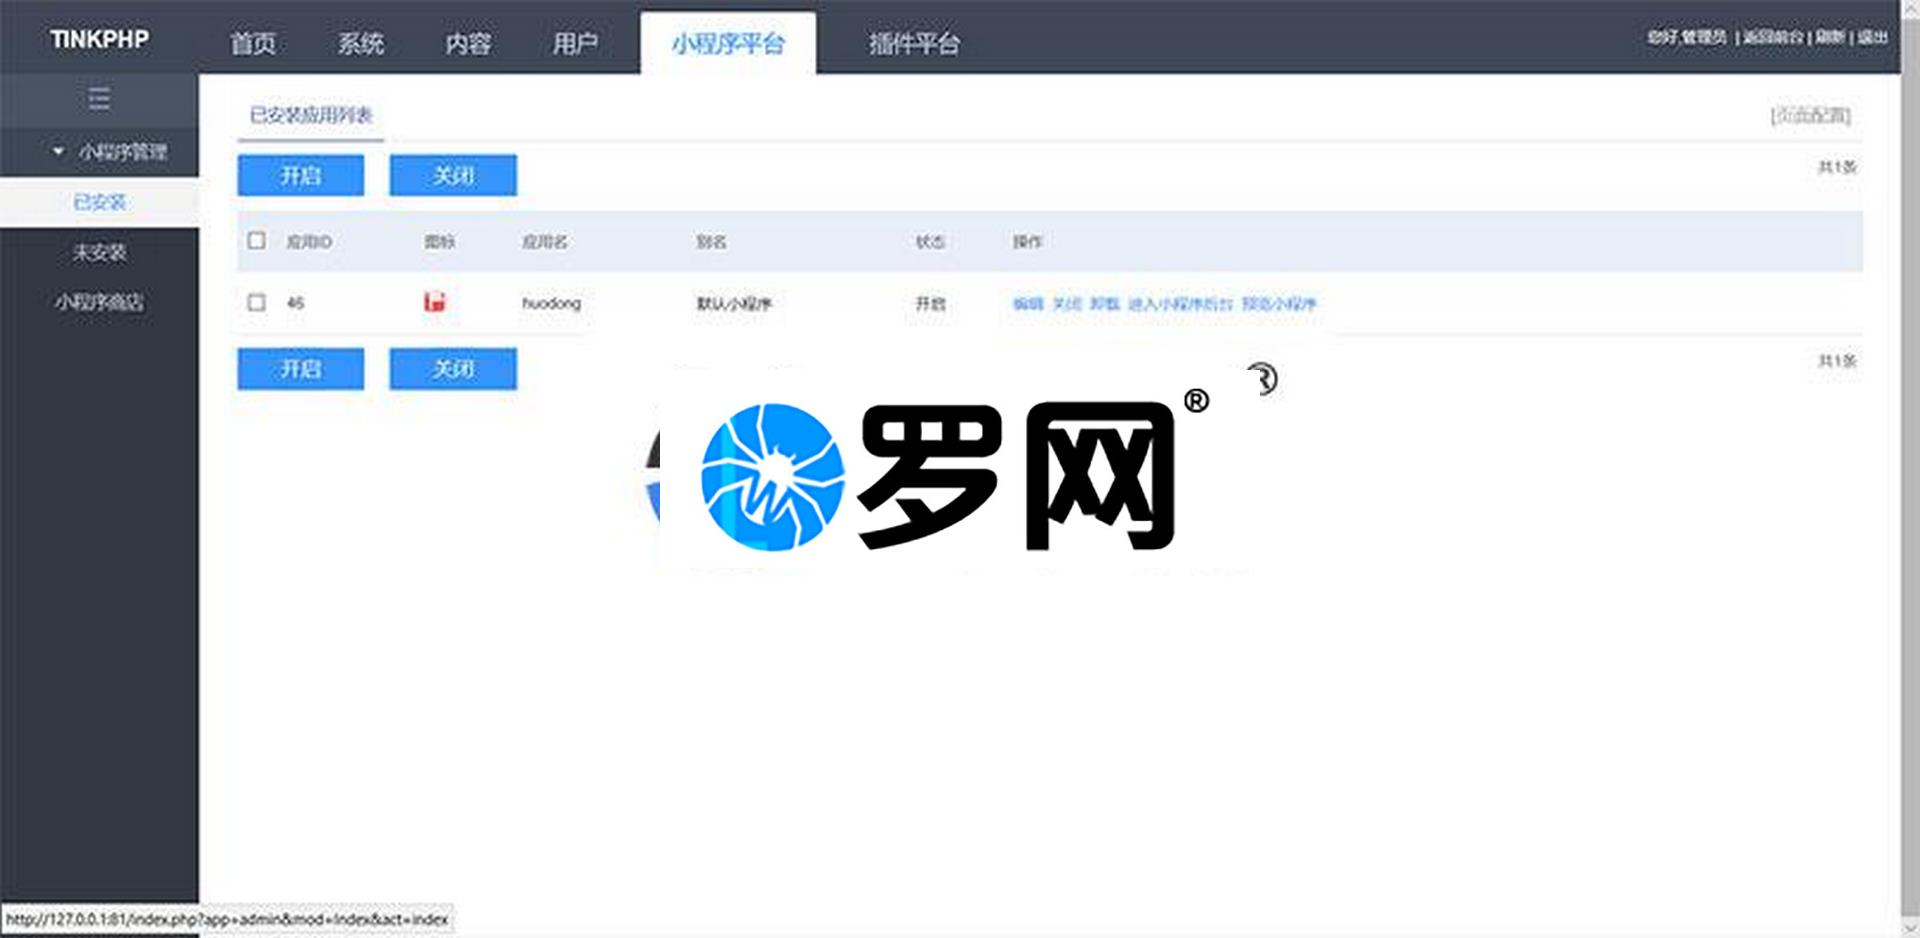 TINKPHP 首页 系统 内容 用户 小程序平台 插件平台 您好,管理员 | 返回前台 | 刷新 | 退出
小程序管理
已安装
未安装
小程序商店
已安装应用列表 [页面配置]
开启 关闭 共1条
应用ID 图标 应用名 别名 状态 操作
46 huodong 默认小程序 开启 编辑 关闭 卸载 进入小程序后台 预览小程序
开启 关闭 共1条
®
罗网®
http://127.0.0.1:81/index.php?app=admin&mod=index&act=index